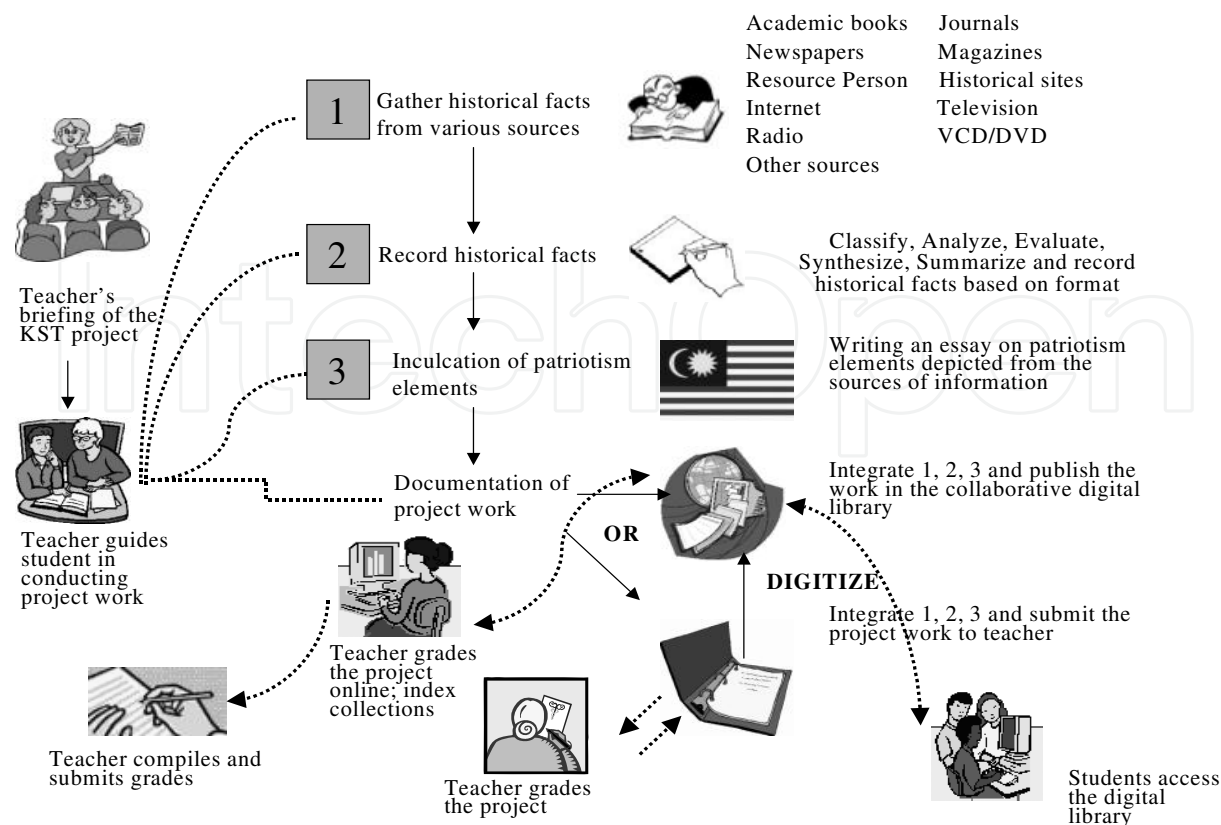 Academic books Journals
Newspapers Magazines
Resource Person Historical sites
Internet Television
Radio VCD/DVD
Other sources
1 Gather historical facts
from various sources
2 Record historical facts
Classify, Analyze, Evaluate,
Synthesize, Summarize and record
historical facts based on format
Teacher's
briefing of the
KST project
3 Inculcation of patriotism
elements
Writing an essay on patriotism
elements depicted from the
sources of information
InTechOpen
Documentation of
project work
Integrate 1, 2, 3 and publish the
work in the collaborative digital
library
OR
Teacher guides
student in
conducting
project work
DIGITIZE
Integrate 1, 2, 3 and submit the
project work to teacher
Teacher grades
the project
online; index
collections
Teacher compiles and
submits grades
Teacher grades
the project
Students access
the digital
library